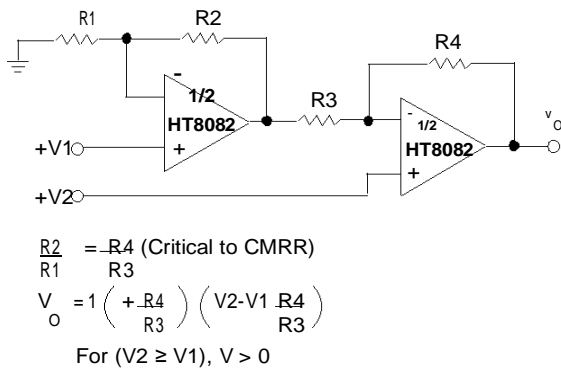 R1
R2
R4
R3
-
1/2
HT8082
+
-
1/2
HT8082
+
+V1
+V2
vO
R2/R1 = R4/R3 (Critical to CMRR)
VO = 1 ( + R4/R3 ) ( V2-V1 R4/R3 )
For (V2 ≥ V1), V > 0